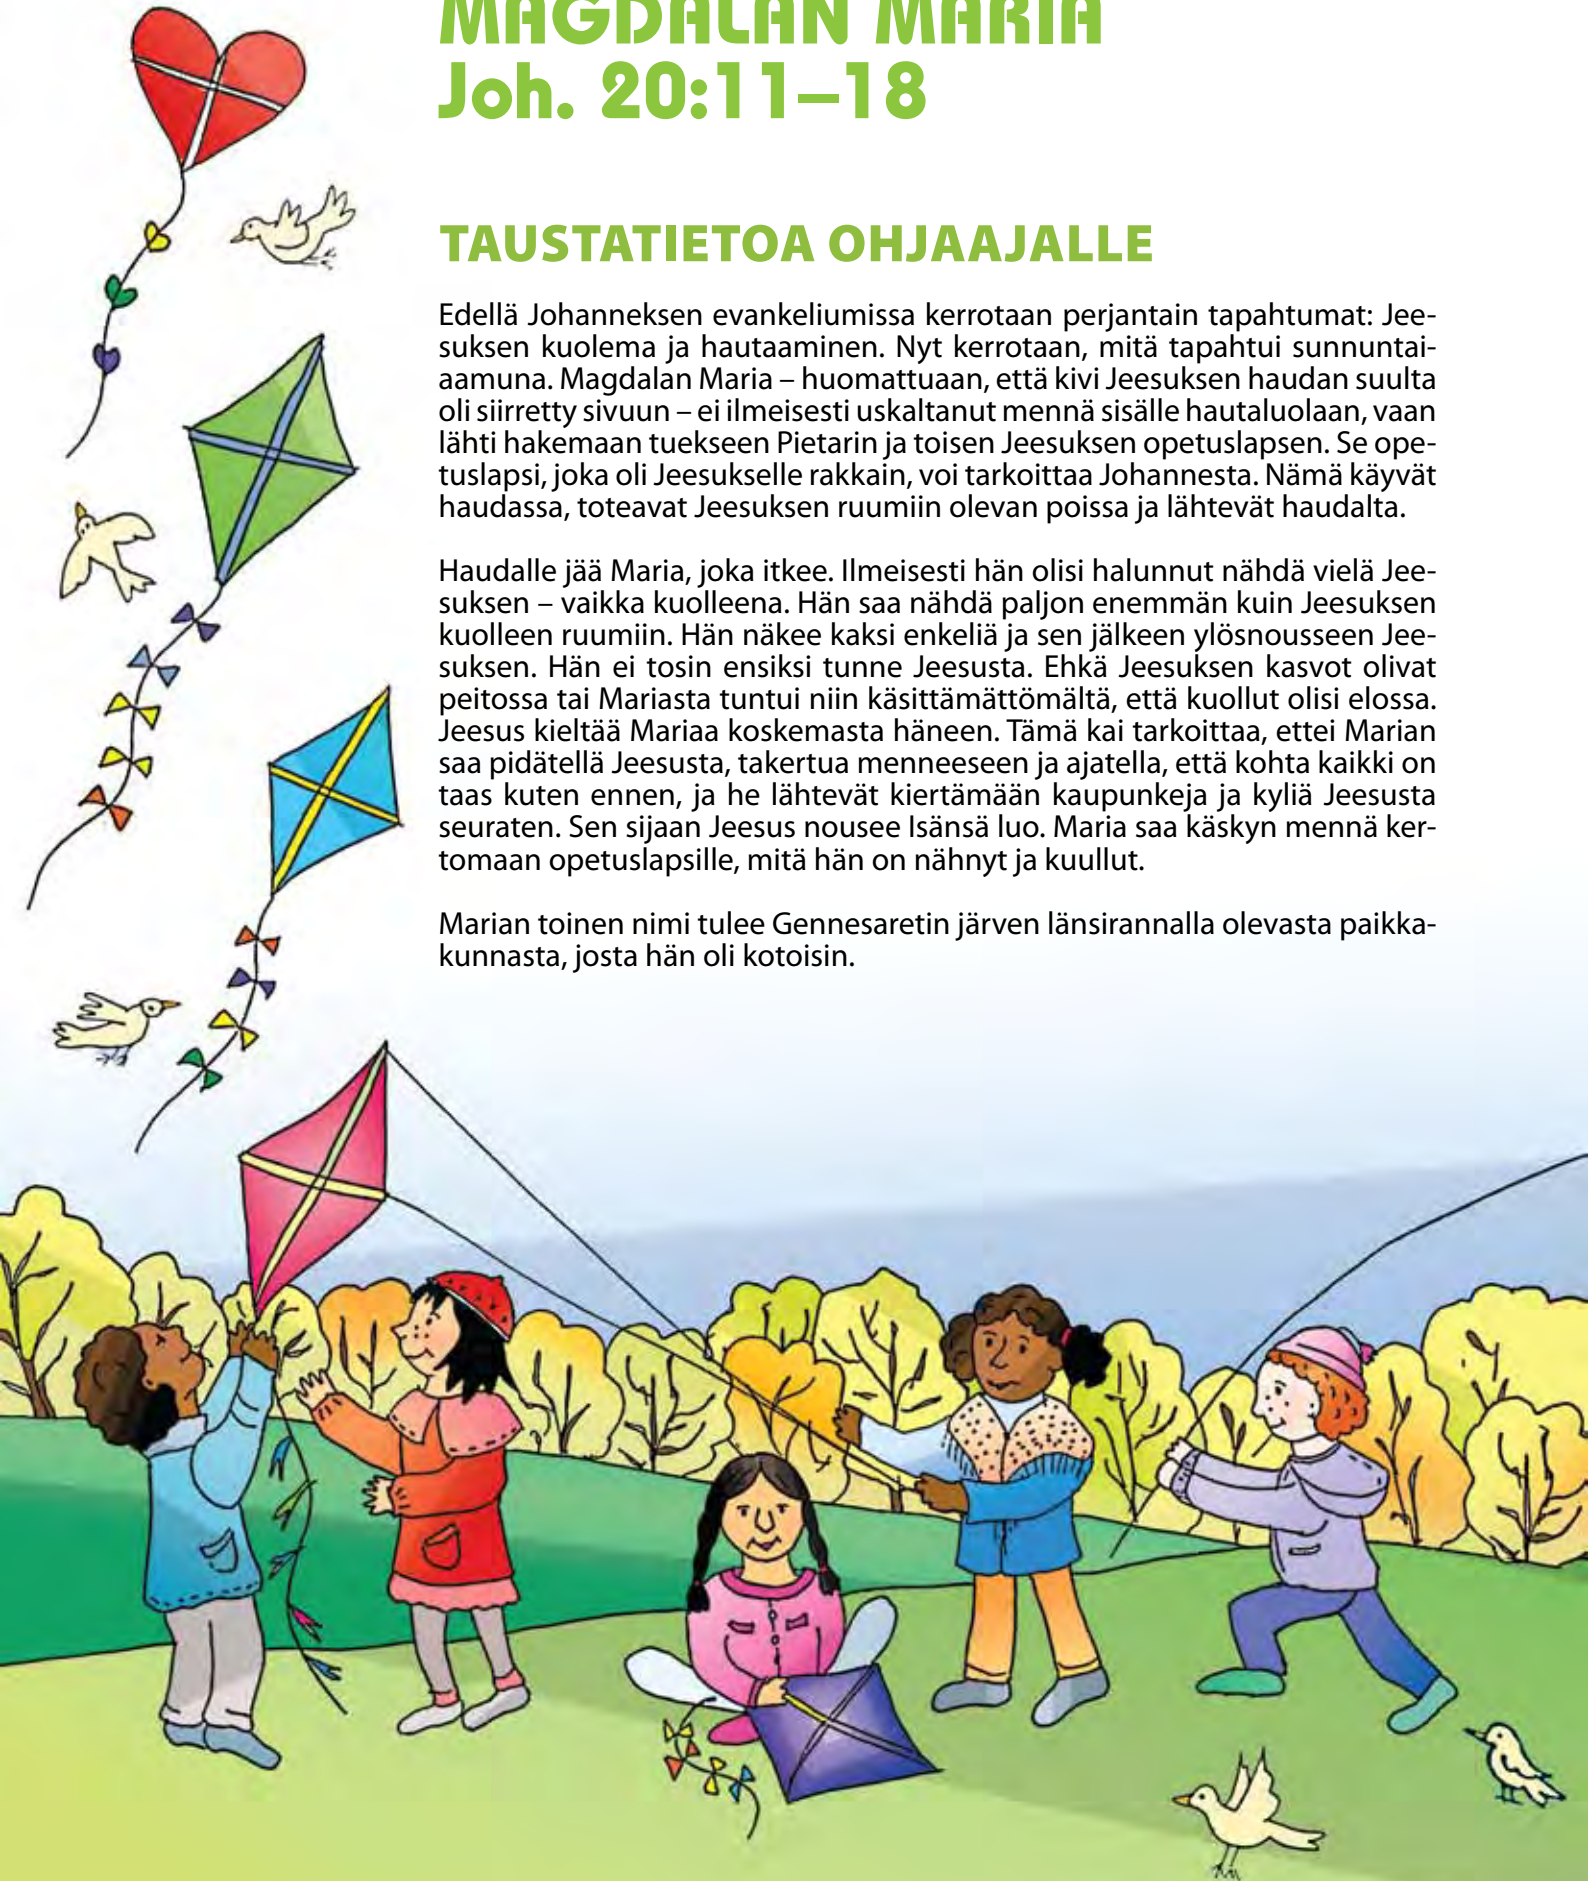 MAGDALAN MARIA
Joh. 20:11–18
TAUSTATIETOA OHJAAJALLE
Edellä Johanneksen evankeliumissa kerrotaan perjantain tapahtumat: Jee-
suksen kuolema ja hautaaminen. Nyt kerrotaan, mitä tapahtui sunnuntai-
aamuna. Magdalan Maria – huomattuaan, että kivi Jeesuksen haudan suulta
oli siirretty sivuun – ei ilmeisesti uskaltanut mennä sisälle hautaluolaan, vaan
lähti hakemaan tuekseen Pietarin ja toisen Jeesuksen opetuslapsen. Se ope-
tuslapsi, joka oli Jeesukselle rakkain, voi tarkoittaa Johannesta. Nämä käyvät
haudassa, toteavat Jeesuksen ruumiin olevan poissa ja lähtevät haudalta.
Haudalle jää Maria, joka itkee. Ilmeisesti hän olisi halunnut nähdä vielä Jee-
suksen – vaikka kuolleena. Hän saa nähdä paljon enemmän kuin Jeesuksen
kuolleen ruumiin. Hän näkee kaksi enkeliä ja sen jälkeen ylösnousseen Jee-
suksen. Hän ei tosin ensiksi tunne Jeesusta. Ehkä Jeesuksen kasvot olivat
peitossa tai Mariasta tuntui niin käsittämättömältä, että kuollut olisi elossa.
Jeesus kieltää Mariaa koskemasta häneen. Tämä kai tarkoittaa, ettei Marian
saa pidätellä Jeesusta, takertua menneeseen ja ajatella, että kohta kaikki on
taas kuten ennen, ja he lähtevät kiertämään kaupunkeja ja kyliä Jeesusta
seuraten. Sen sijaan Jeesus nousee Isänsä luo. Maria saa käskyn mennä ker-
tomaan opetuslapsille, mitä hän on nähnyt ja kuullut.
Marian toinen nimi tulee Gennesaretin järven länsirannalla olevasta paikka-
kunnasta, josta hän oli kotoisin.